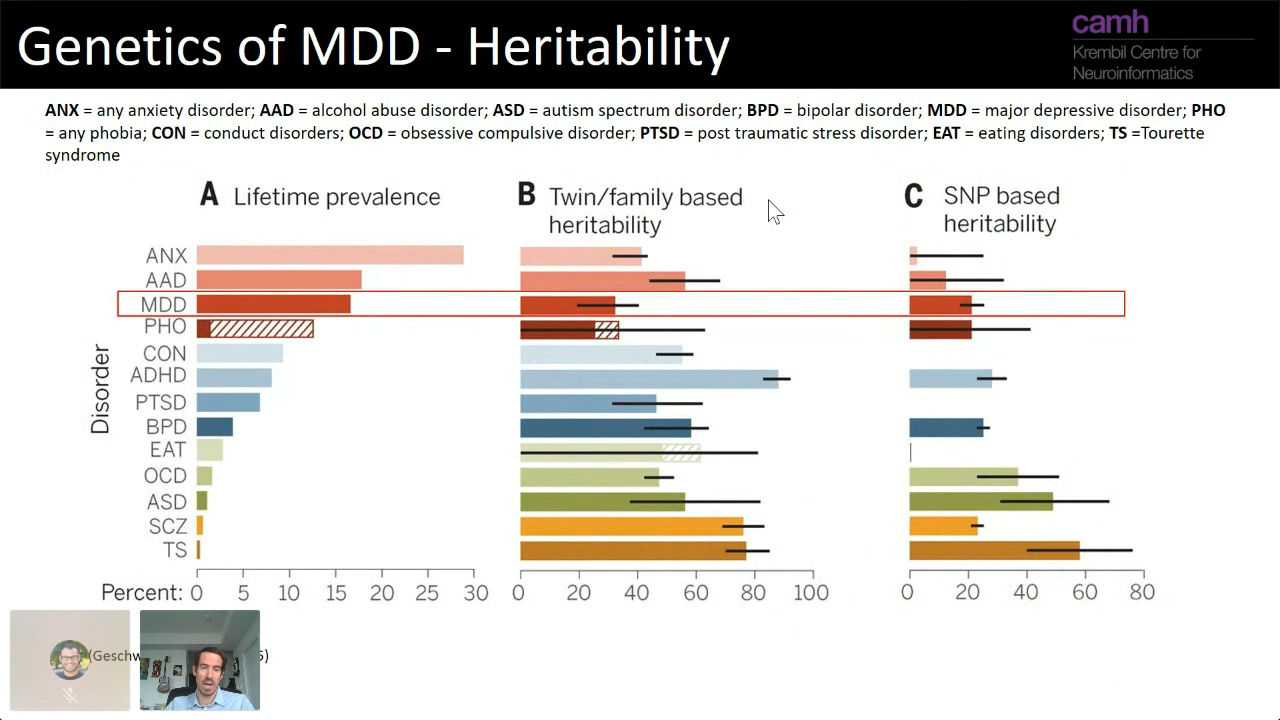 Genetics of MDD - Heritability
camh
Krembil Centre for
Neuroinformatics
ANX = any anxiety disorder; AAD = alcohol abuse disorder; ASD = autism spectrum disorder; BPD = bipolar disorder; MDD = major depressive disorder; PHO
= any phobia; CON = conduct disorders; OCD = obsessive compulsive disorder; PTSD = post traumatic stress disorder; EAT = eating disorders; TS =Tourette
syndrome
A Lifetime prevalence
B Twin/family based
heritability
C SNP based
heritability
Disorder
ANX
AAD
MDD
PHO
CON
ADHD
PTSD
BPD
EAT
OCD
ASD
SCZ
TS
Percent: 0 5 10 15 20 25 30
0 20 40 60 80 100
0 20 40 60 80